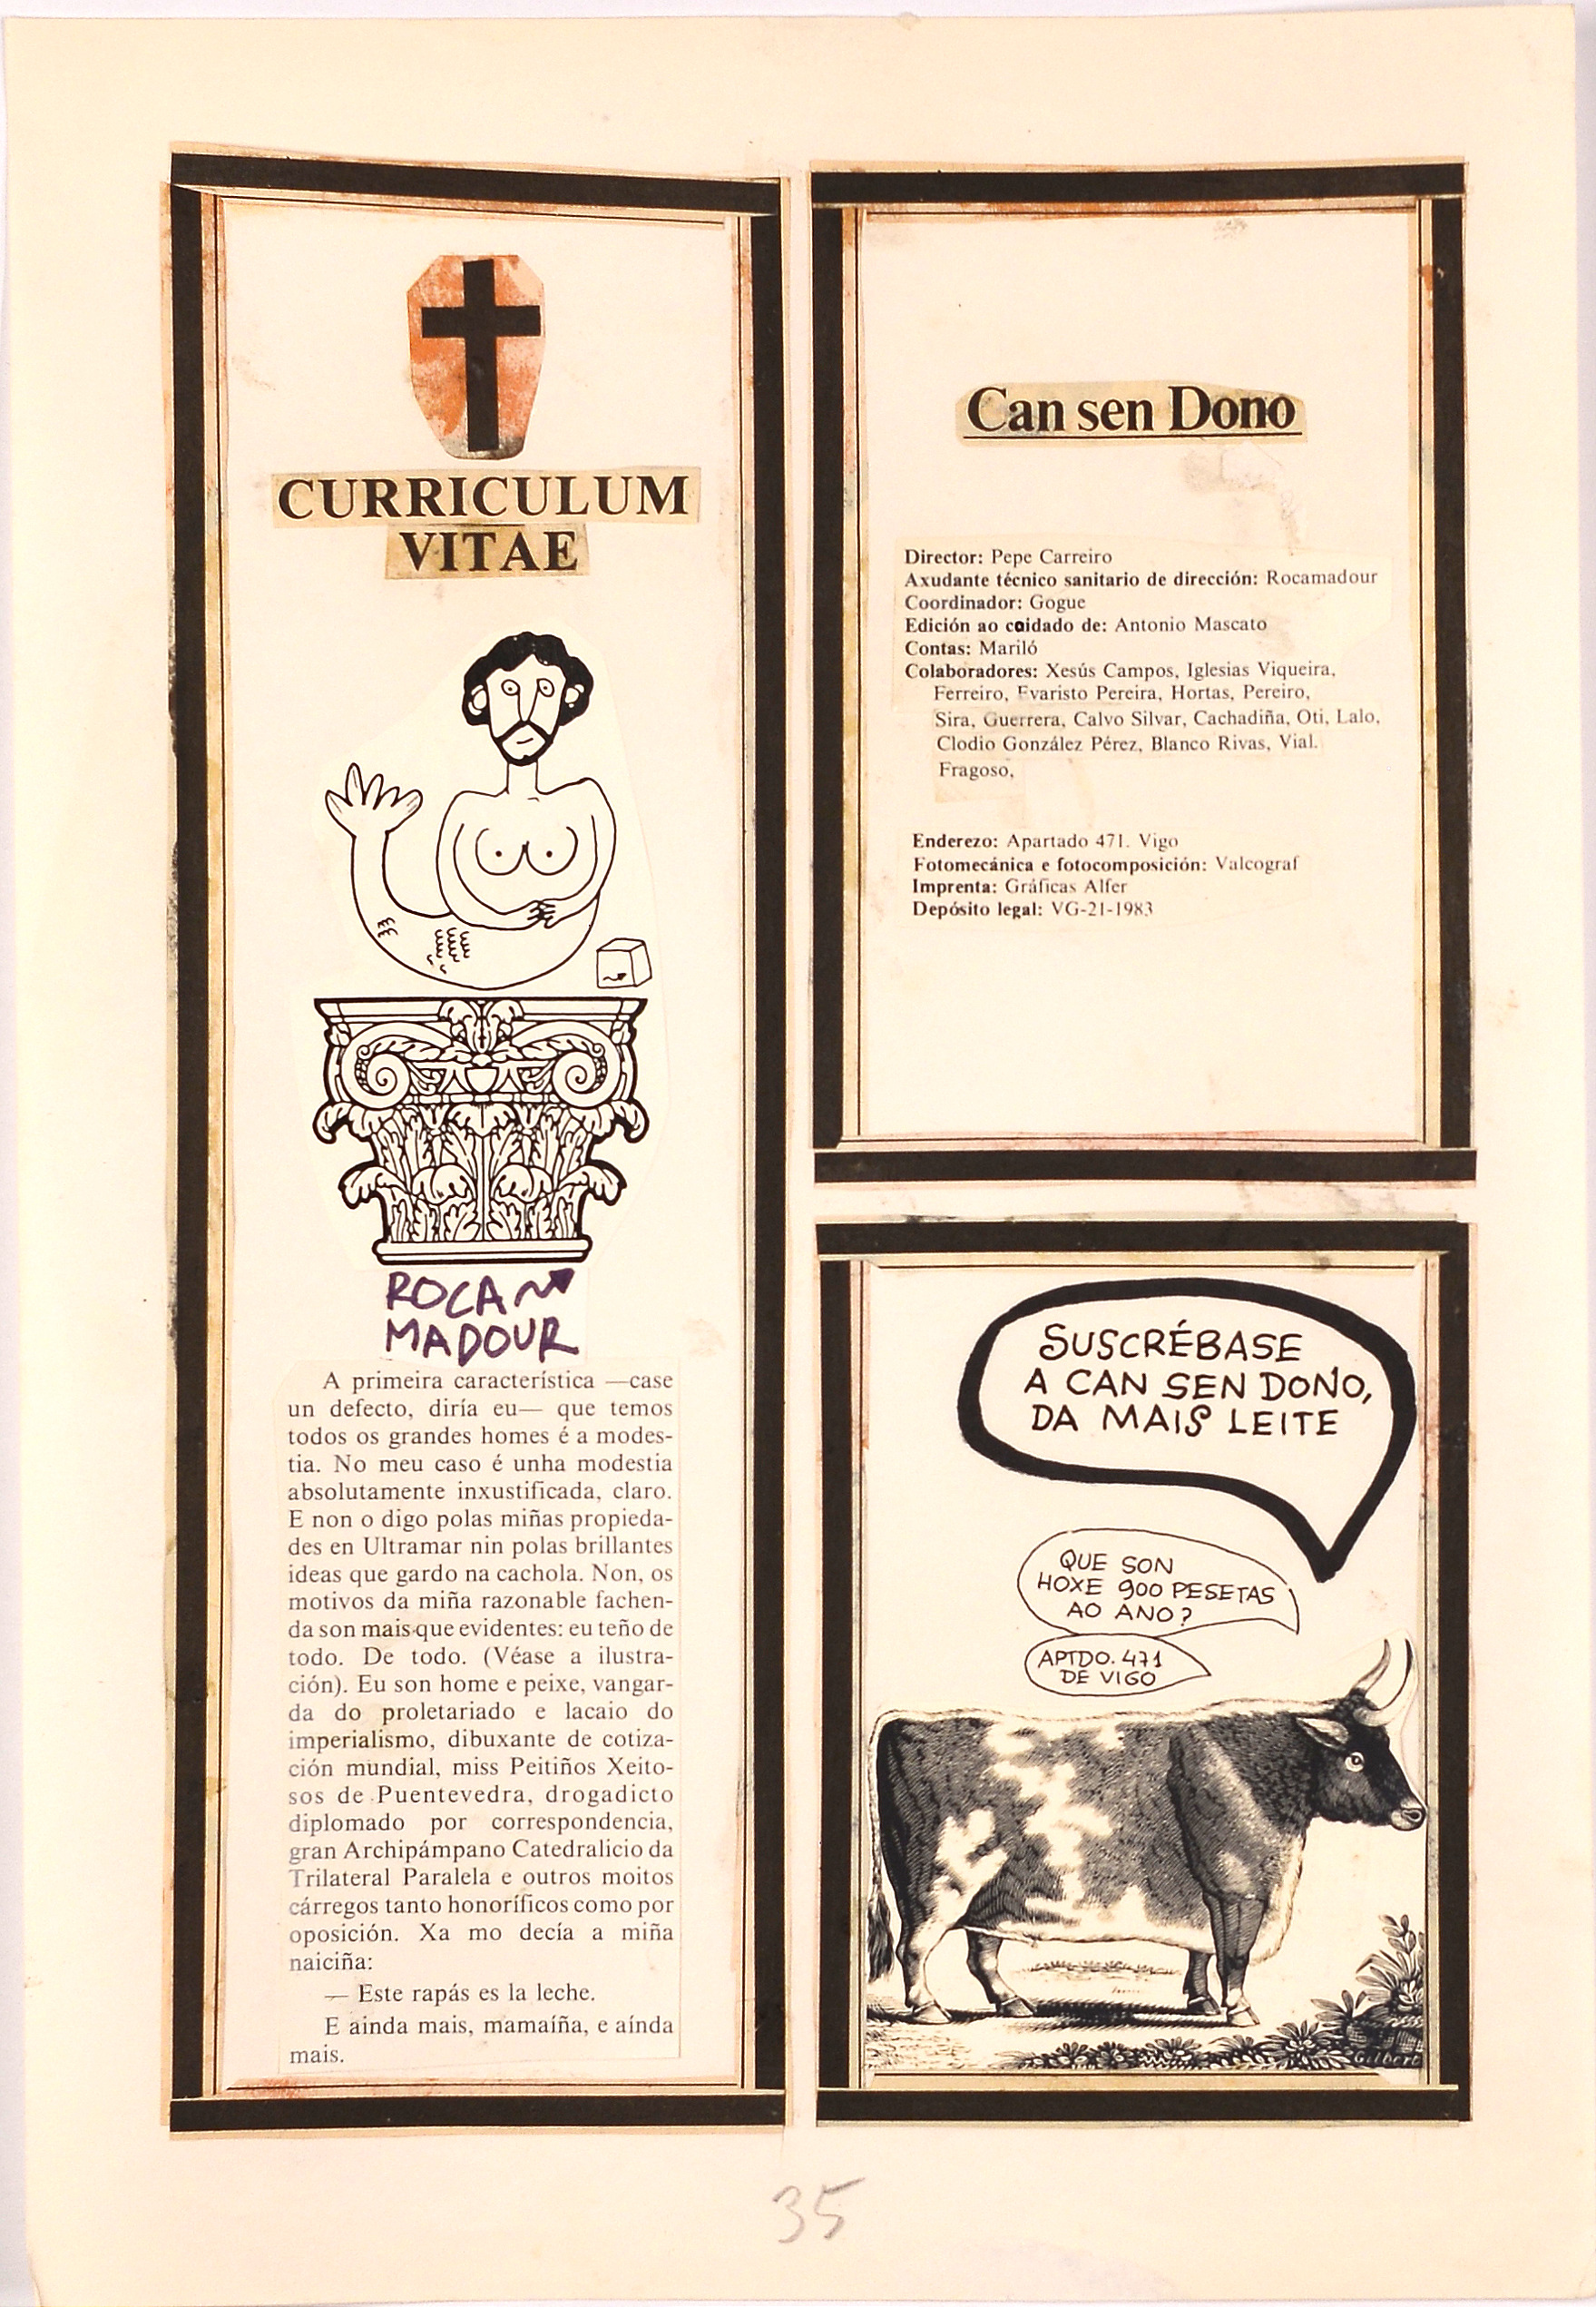 CURRICULUM
VITAE
ROCA
MADOUR
A primeira característica —case
un defecto, diría eu— que temos
todos os grandes homes é a modes-
tia. No meu caso é unha modestia
absolutamente inxustificada, claro.
E non o digo polas miñas propieda-
des en Ultramar nin polas brillantes
ideas que gardo na cachola. Non, os
motivos da miña razonable fachen-
da son mais que evidentes: eu teño de
todo. De todo. (Véase a ilustra-
ción). Eu son home e peixe, vangar-
da do proletariado e lacaio do
imperialismo, dibuxante de cotiza-
ción mundial, miss Peitiños Xeito-
sos de Puentevedra, drogadicto
diplomado por correspondencia,
gran Archipámpano Catedralicio da
Trilateral Paralela e outros moitos
cárregos tanto honoríficos como por
oposición. Xa mo decía a miña
naiciña:
— Este rapás es la leche.
E ainda mais, mamaíña, e aínda
mais.
Can sen Dono
Director: Pepe Carreiro
Axudante técnico sanitario de dirección: Rocamadour
Coordinador: Gogue
Edición ao coidado de: Antonio Mascato
Contas: Mariló
Colaboradores: Xesús Campos, Iglesias Viqueira,
Ferreiro, Evaristo Pereira, Hortas, Pereiro,
Sira, Guerrera, Calvo Silvar, Cachadiña, Oti, Lalo,
Clodio González Pérez, Blanco Rivas, Vial.
Fragoso,
Enderezo: Apartado 471. Vigo
Fotomecánica e fotocomposición: Valcograf
Imprenta: Gráficas Alfer
Depósito legal: VG-21-1983
SUSCRÉBASE
A CAN SEN DONO,
DA MAIS LEITE
QUE SON
HOXE 900 PESETAS
AO ANO?
APTDO. 471
DE VIGO
Gilbert
35